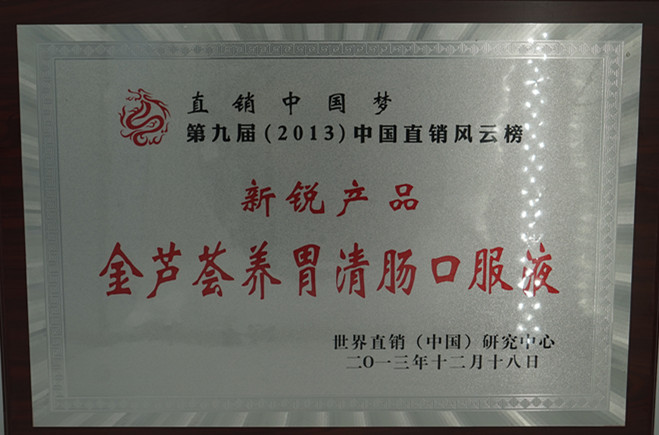 直销中国梦
第九届(2013)中国直销风云榜
新锐产品
金芦荟养胃清肠口服液
世界直销（中国）研究中心
二〇一三年十二月十八日